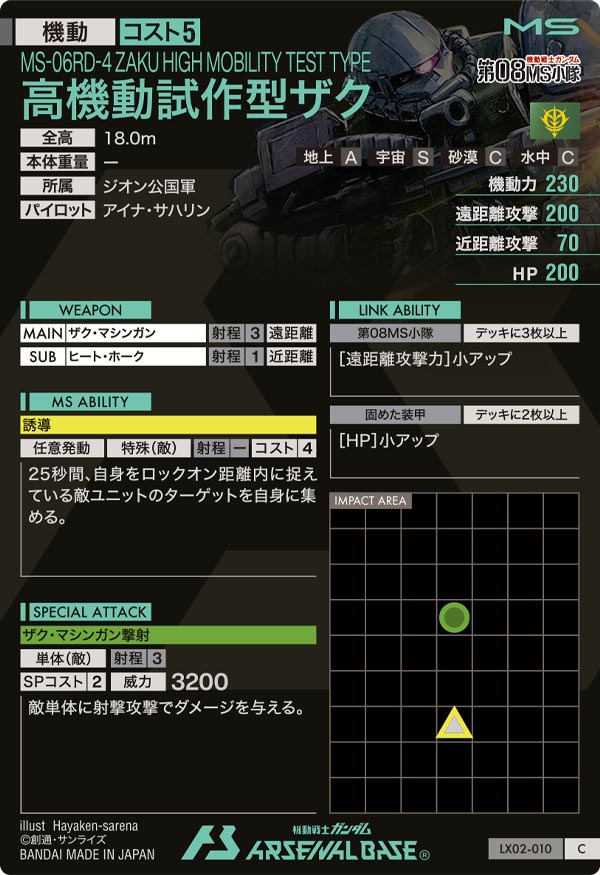 機動 コスト5
MS
MS-06RD-4 ZAKU HIGH MOBILITY TEST TYPE
高機動試作型ザク
機動戦士ガンダム
第08MS小隊
全高 18.0m
本体重量 —
所属 ジオン公国軍
パイロット アイナ・サハリン
地上 A 宇宙 S 砂漠 C 水中 C
機動力 230
遠距離攻撃 200
近距離攻撃 70
HP 200
WEAPON
MAIN ザク・マシンガン 射程 3 遠距離
SUB ヒート・ホーク 射程 1 近距離
MS ABILITY
誘導
任意発動 特殊(敵) 射程 — コスト 4
25秒間、自身をロックオン距離内に捉え
ている敵ユニットのターゲットを自身に集
める。
SPECIAL ATTACK
ザク・マシンガン撃射
単体(敵) 射程 3
SPコスト 2 威力 3200
敵単体に射撃攻撃でダメージを与える。
LINK ABILITY
第08MS小隊 デッキに3枚以上
[遠距離攻撃力]小アップ
固めた装甲 デッキに2枚以上
[HP]小アップ
IMPACT AREA
illust Hayaken-sarena
©創通・サンライズ
BANDAI MADE IN JAPAN
機動戦士ガンダム
ARSENAL BASE®
LX02-010 C